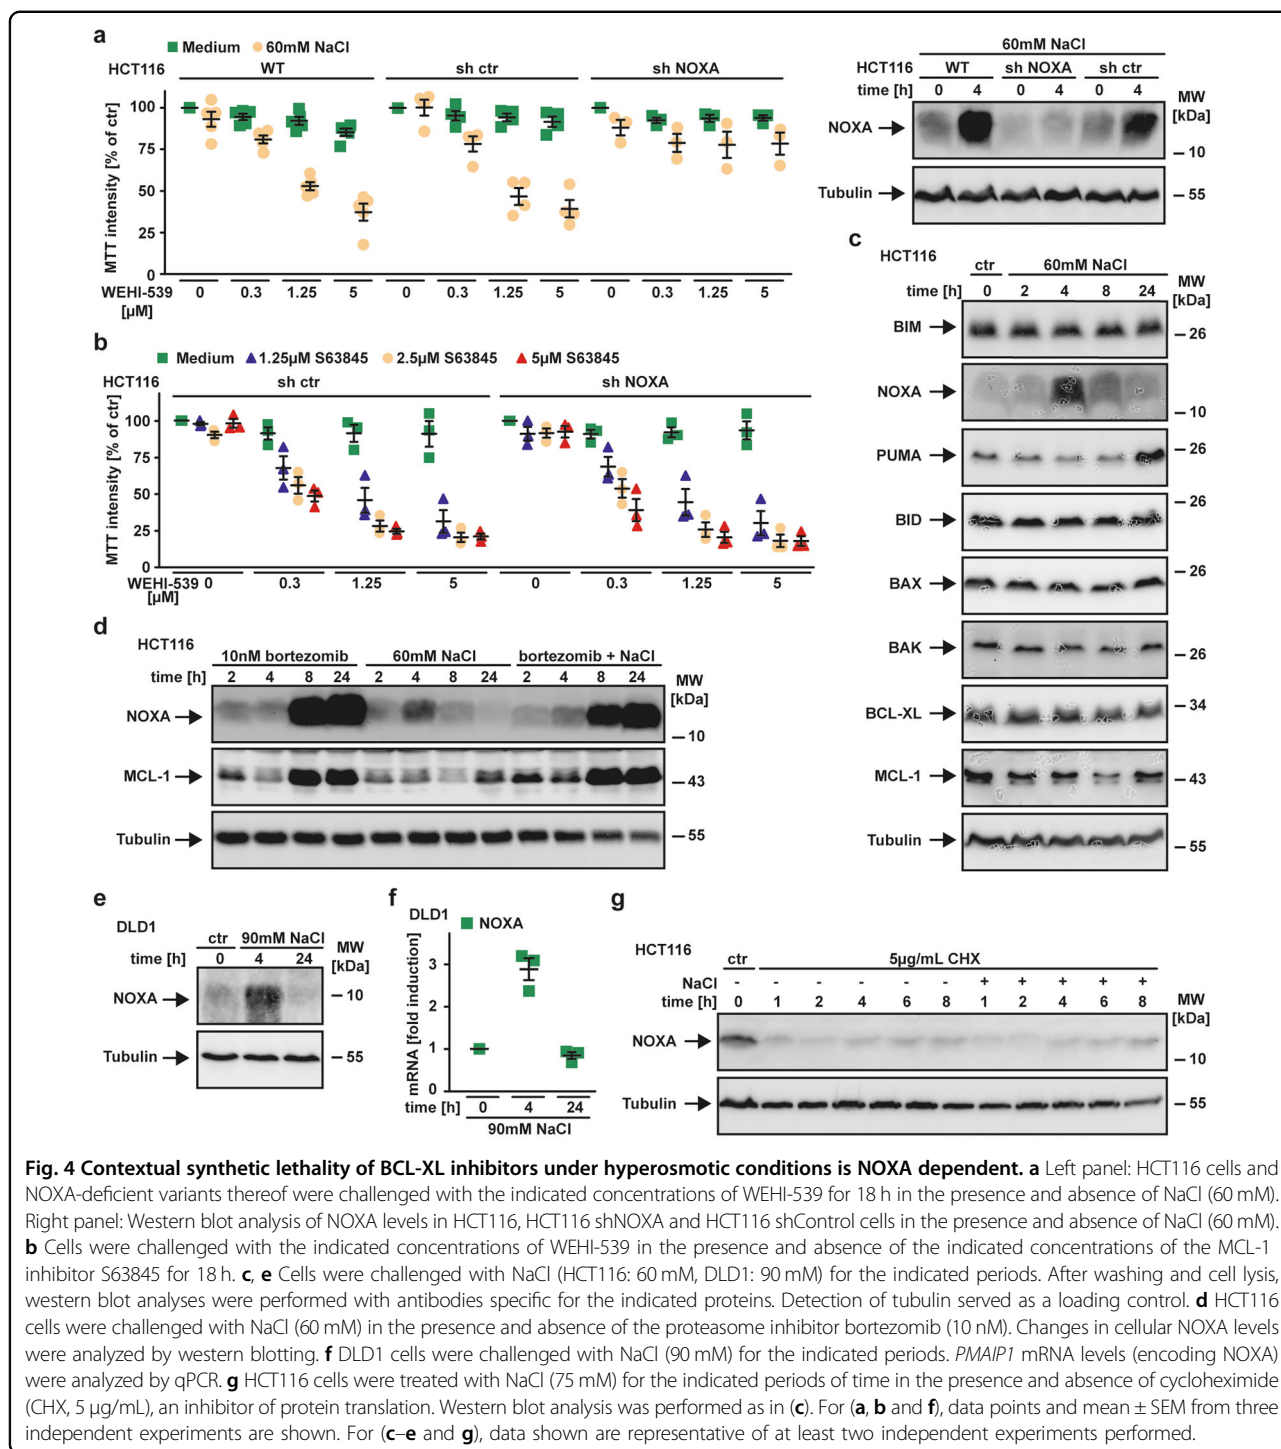 a
Medium 60mM NaCl
HCT116 WT sh ctr sh NOXA
MTT intensity [% of ctr]
100
75
50
25
0
WEHI-539 0 0.3 1.25 5 0 0.3 1.25 5 0 0.3 1.25 5
[µM]
60mM NaCl
HCT116 WT sh NOXA sh ctr
time [h] 0 4 0 4 0 4 MW
[kDa]
NOXA
– 10
Tubulin – 55
b
Medium 1.25µM S63845 2.5µM S63845 5µM S63845
HCT116 sh ctr sh NOXA
MTT intensity [% of ctr]
100
75
50
25
0
WEHI-539 0 0.3 1.25 5 0 0.3 1.25 5
[µM]
c
HCT116
ctr 60mM NaCl
time [h] 0 2 4 8 24 MW
[kDa]
BIM – 26
NOXA
– 10
PUMA – 26
– 26
BID
– 26
BAX
BAK – 26
BCL-XL – 34
MCL-1 – 43
Tubulin – 55
d
HCT116
10nM bortezomib 60mM NaCl bortezomib + NaCl
time [h] 2 4 8 24 2 4 8 24 2 4 8 24 MW
[kDa]
NOXA
– 10
MCL-1 – 43
Tubulin – 55
e
DLD1
ctr 90mM NaCl
time [h] 0 4 24 MW
[kDa]
NOXA – 10
Tubulin – 55
f
DLD1
NOXA
mRNA [fold induction]
3
2
1
0
time [h] 0 4 24
90mM NaCl
g
HCT116
ctr 5µg/mL CHX
NaCl - - - - - - + + + + +
time [h] 0 1 2 4 6 8 1 2 4 6 8 MW
[kDa]
NOXA
– 10
Tubulin – 55
Fig. 4 Contextual synthetic lethality of BCL-XL inhibitors under hyperosmotic conditions is NOXA dependent. a Left panel: HCT116 cells and
NOXA-deficient variants thereof were challenged with the indicated concentrations of WEHI-539 for 18 h in the presence and absence of NaCl (60 mM).
Right panel: Western blot analysis of NOXA levels in HCT116, HCT116 shNOXA and HCT116 shControl cells in the presence and absence of NaCl (60 mM).
b Cells were challenged with the indicated concentrations of WEHI-539 in the presence and absence of the indicated concentrations of the MCL-1
inhibitor S63845 for 18 h. c, e Cells were challenged with NaCl (HCT116: 60 mM, DLD1: 90 mM) for the indicated periods. After washing and cell lysis,
western blot analyses were performed with antibodies specific for the indicated proteins. Detection of tubulin served as a loading control. d HCT116
cells were challenged with NaCl (60 mM) in the presence and absence of the proteasome inhibitor bortezomib (10 nM). Changes in cellular NOXA levels
were analyzed by western blotting. f DLD1 cells were challenged with NaCl (90 mM) for the indicated periods. PMAIP1 mRNA levels (encoding NOXA)
were analyzed by qPCR. g HCT116 cells were treated with NaCl (75 mM) for the indicated periods of time in the presence and absence of cycloheximide
(CHX, 5 µg/mL), an inhibitor of protein translation. Western blot analysis was performed as in (c). For (a, b and f), data points and mean ± SEM from three
independent experiments are shown. For (c–e and g), data shown are representative of at least two independent experiments performed.